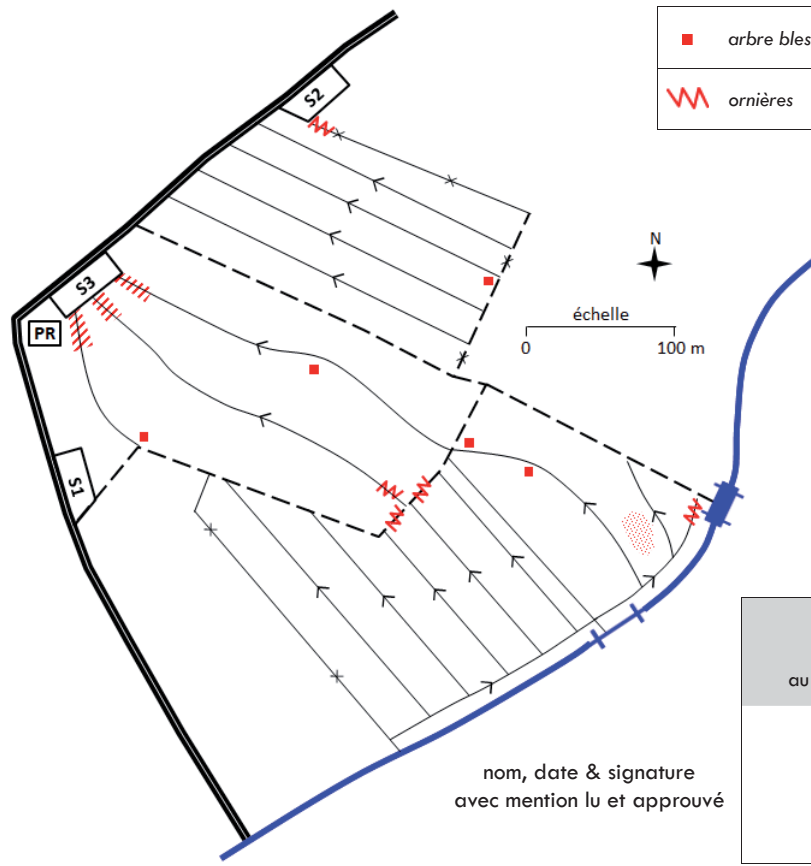 arbre bles
ornières
S2
N
S3
échelle
PR
0 100 m
S1
au
nom, date & signature
avec mention lu et approuvé